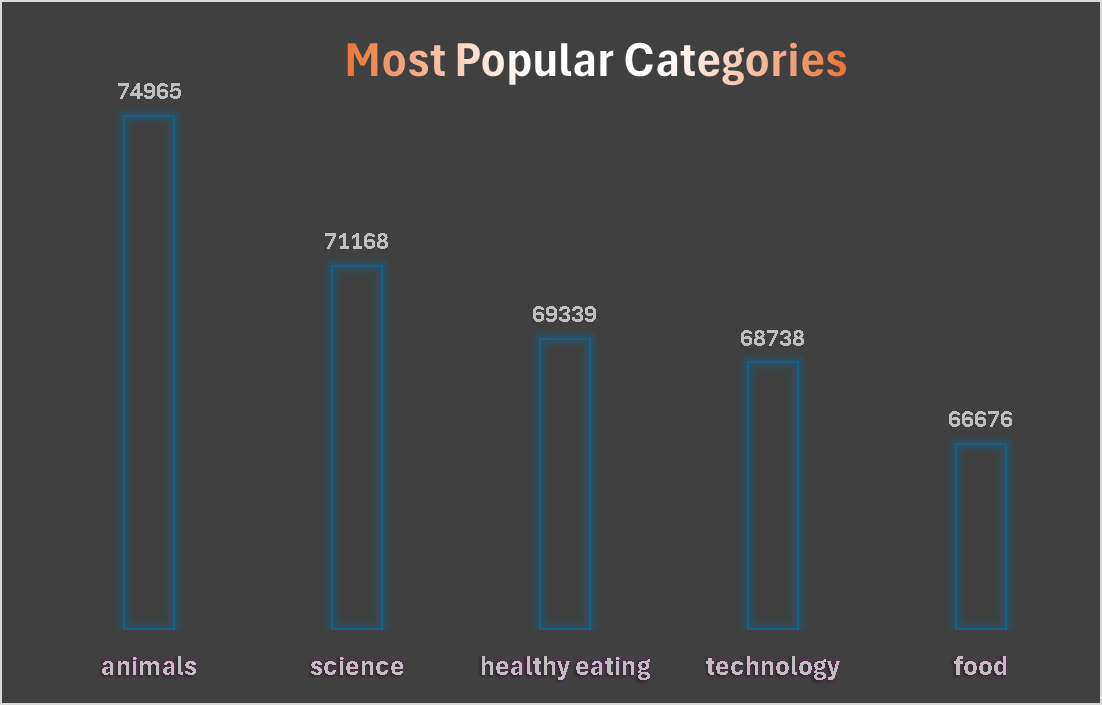 Most Popular Categories
74965
71168
69339
68738
66676
animals
science
healthy eating
technology
food